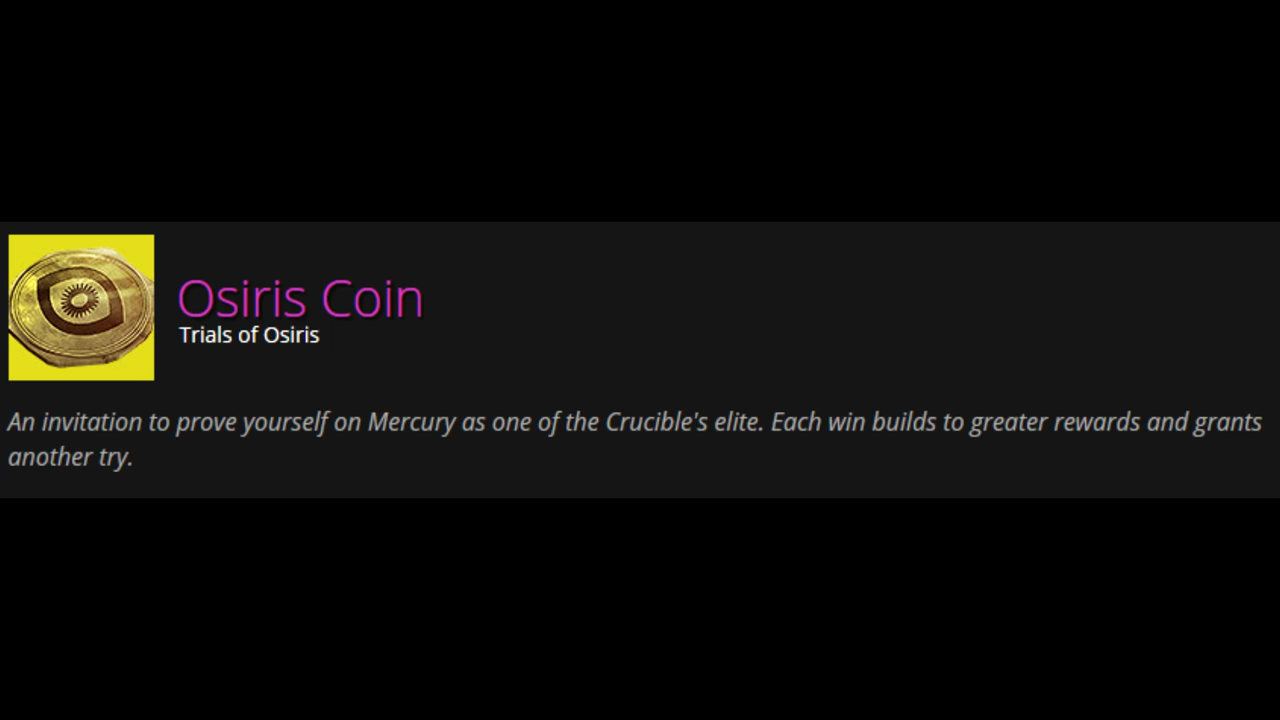 Osiris Coin
Trials of Osiris
An invitation to prove yourself on Mercury as one of the Crucible's elite. Each win builds to greater rewards and grants
another try.